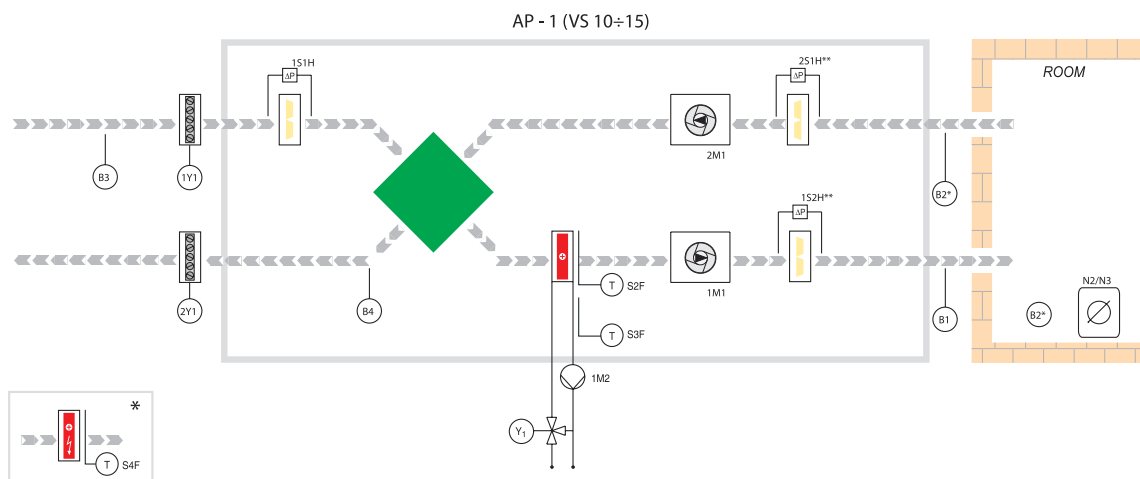 AP - 1 (VS 10÷15)
1S1H
ΔP
2S1H**
ΔP
ROOM
B3
1Y1
2M1
B2*
1S2H**
ΔP
2Y1
B4
T S2F
1M1
B1
N2/N3
B2*
T S3F
1M2
*
Y1
T S4F